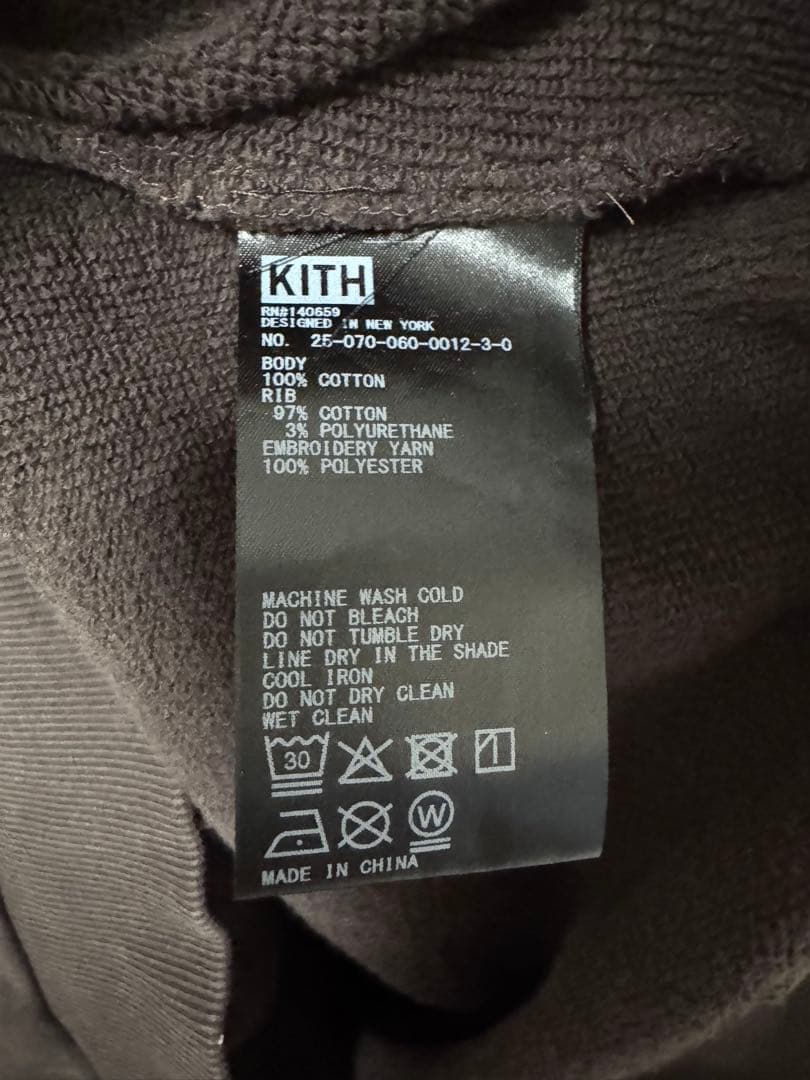 KITH
RN#140659
DESIGNED IN NEW YORK
NO. 25-070-060-0012-3-0
BODY
100% COTTON
RIB
97% COTTON
3% POLYURETHANE
EMBROIDERY YARN
100% POLYESTER
MACHINE WASH COLD
DO NOT BLEACH
DO NOT TUMBLE DRY
LINE DRY IN THE SHADE
COOL IRON
DO NOT DRY CLEAN
WET CLEAN
30
W
MADE IN CHINA